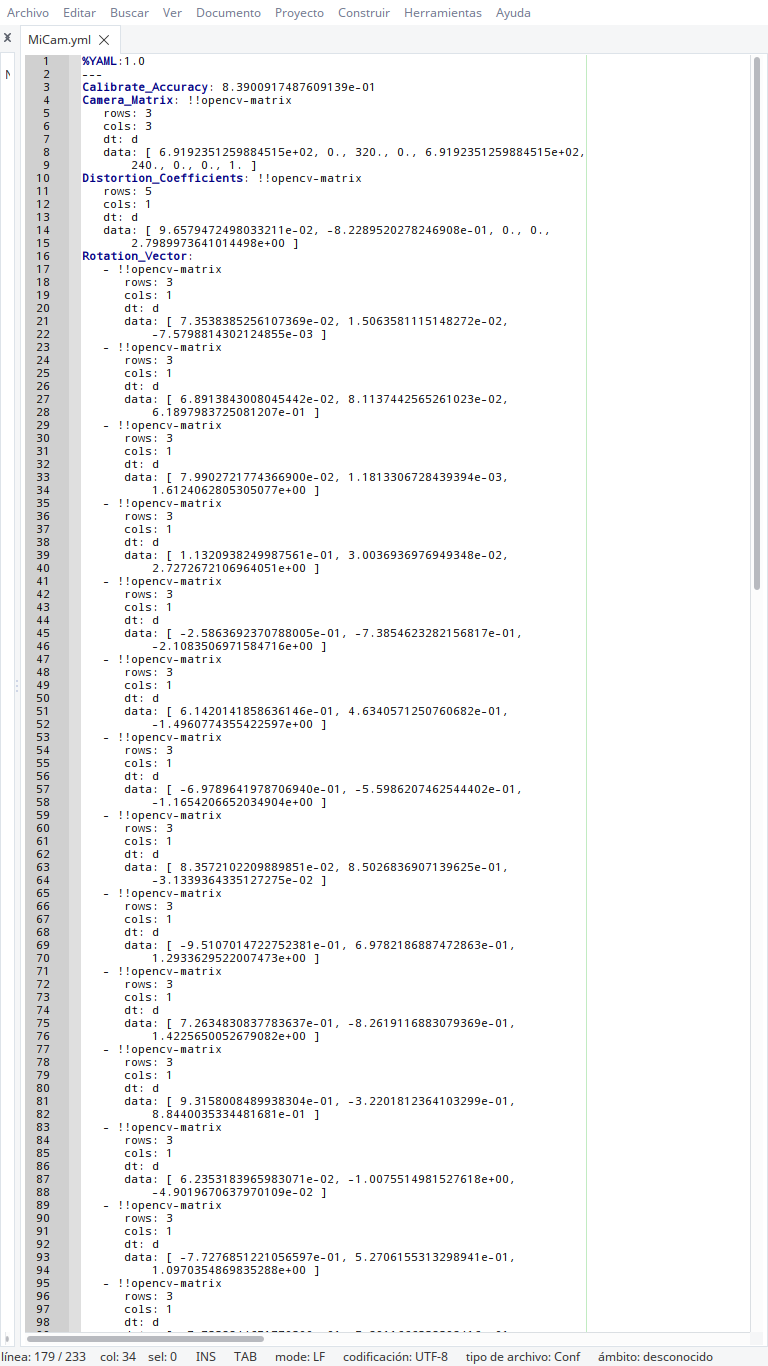 Archivo Editar Buscar Ver Documento Proyecto Construir Herramientas Ayuda
MiCam.yml
1 %YAML:1.0
2 ---
3 Calibrate_Accuracy: 8.3900917487609139e-01
4 Camera_Matrix: !!opencv-matrix
5 rows: 3
6 cols: 3
7 dt: d
8 data: [ 6.9192351259884515e+02, 0., 320., 0., 6.9192351259884515e+02,
9 240., 0., 0., 1. ]
10 Distortion_Coefficients: !!opencv-matrix
11 rows: 5
12 cols: 1
13 dt: d
14 data: [ 9.6579472498033211e-02, -8.2289520278246908e-01, 0., 0.,
15 2.7989973641014498e+00 ]
16 Rotation_Vector:
17 - !!opencv-matrix
18 rows: 3
19 cols: 1
20 dt: d
21 data: [ 7.3538385256107369e-02, 1.5063581115148272e-02,
22 -7.5798814302124855e-03 ]
23 - !!opencv-matrix
24 rows: 3
25 cols: 1
26 dt: d
27 data: [ 6.8913843008045442e-02, 8.1137442565261023e-02,
28 6.1897983725081207e-01 ]
29 - !!opencv-matrix
30 rows: 3
31 cols: 1
32 dt: d
33 data: [ 7.9902721774366900e-02, 1.1813306728439394e-03,
34 1.6124062805305077e+00 ]
35 - !!opencv-matrix
36 rows: 3
37 cols: 1
38 dt: d
39 data: [ 1.1320938249987561e-01, 3.0036936976949348e-02,
40 2.7272672106964051e+00 ]
41 - !!opencv-matrix
42 rows: 3
43 cols: 1
44 dt: d
45 data: [ -2.5863692370788005e-01, -7.3854623282156817e-01,
46 -2.1083506971584716e+00 ]
47 - !!opencv-matrix
48 rows: 3
49 cols: 1
50 dt: d
51 data: [ 6.1420141858636146e-01, 4.6340571250760682e-01,
52 -1.4960774355422597e+00 ]
53 - !!opencv-matrix
54 rows: 3
55 cols: 1
56 dt: d
57 data: [ -6.9789641978706940e-01, -5.5986207462544402e-01,
58 -1.1654206652034904e+00 ]
59 - !!opencv-matrix
60 rows: 3
61 cols: 1
62 dt: d
63 data: [ 8.3572102209889851e-02, 8.5026836907139625e-01,
64 -3.1339364335127275e-02 ]
65 - !!opencv-matrix
66 rows: 3
67 cols: 1
68 dt: d
69 data: [ -9.5107014722752381e-01, 6.9782186887472863e-01,
70 1.2933629522007473e+00 ]
71 - !!opencv-matrix
72 rows: 3
73 cols: 1
74 dt: d
75 data: [ 7.2634830837783637e-01, -8.2619116883079369e-01,
76 1.4225650052679082e+00 ]
77 - !!opencv-matrix
78 rows: 3
79 cols: 1
80 dt: d
81 data: [ 9.3158008489938304e-01, -3.2201812364103299e-01,
82 8.8440035334481681e-01 ]
83 - !!opencv-matrix
84 rows: 3
85 cols: 1
86 dt: d
87 data: [ 6.2353183965983071e-02, -1.0075514981527618e+00,
88 -4.9019670637970109e-02 ]
89 - !!opencv-matrix
90 rows: 3
91 cols: 1
92 dt: d
93 data: [ -7.7276851221056597e-01, 5.2706155313298941e-01,
94 1.0970354869835288e+00 ]
95 - !!opencv-matrix
96 rows: 3
97 cols: 1
98 dt: d
línea: 179 / 233 col: 34 sel: 0 INS TAB mode: LF codificación: UTF-8 tipo de archivo: Conf ámbito: desconocido